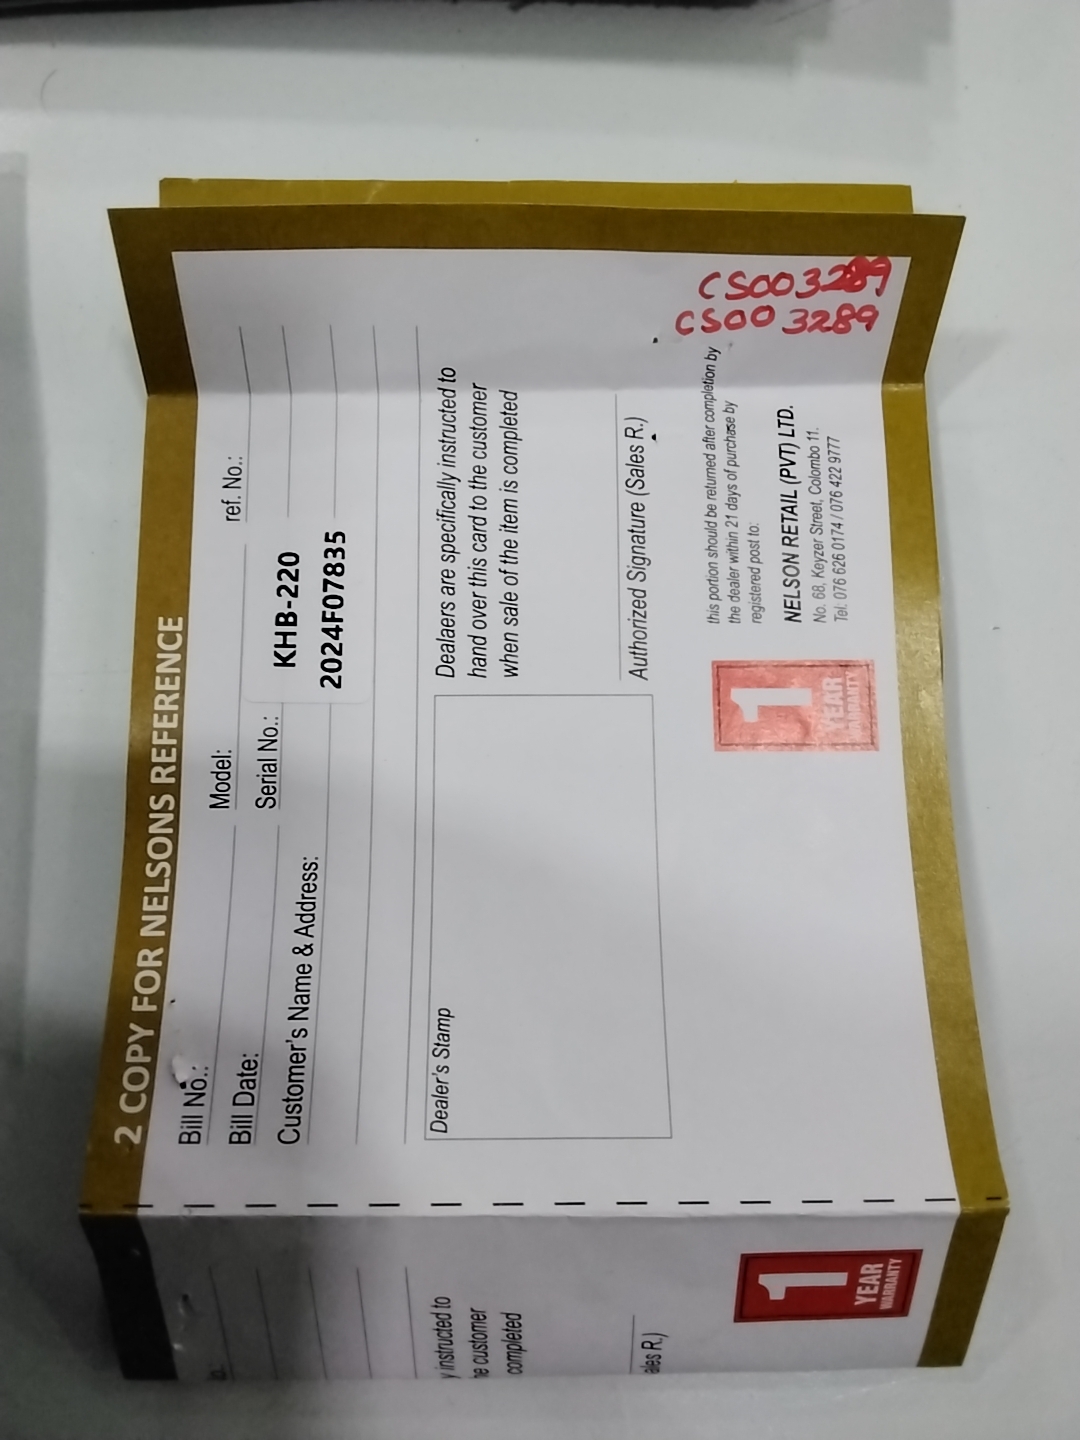 2 COPY FOR NELSONS REFERENCE
Bill No.:
Model:
ref. No.:
Bill Date:
Serial No.:
KHB-220
2024F07835
Customer's Name & Address:
Dealer's Stamp
Dealaers are specifically instructed to
hand over this card to the customer
when sale of the item is completed
Authorized Signature (Sales R.)
this portion should be returned after completion by
the dealer within 21 days of purchase by
registered post to:
NELSON RETAIL (PVT) LTD.
No. 68, Keyzer Street, Colombo 11.
Tel: 076 626 0174 / 076 422 9777
1
YEAR
WARRANTY
CS003289
CS003289
y instructed to
he customer
completed
ales R.)
1
YEAR
WARRANTY